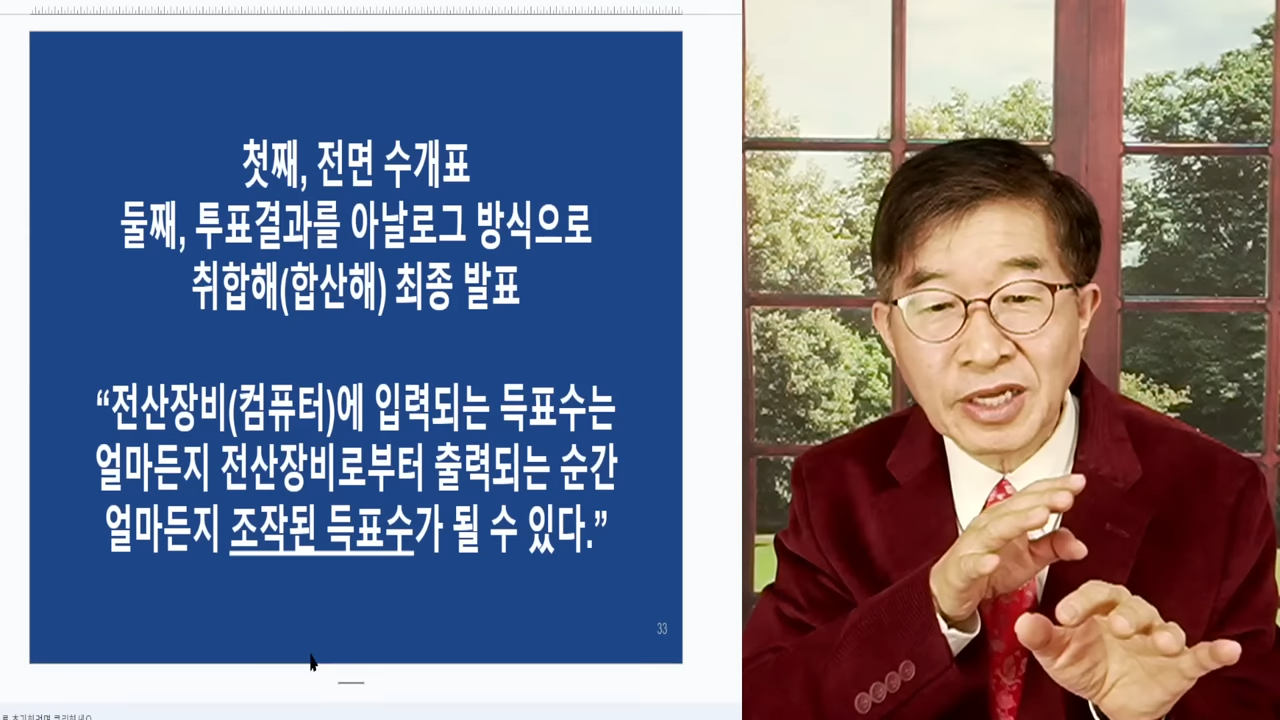 첫째, 전면 수개표
둘째, 투표결과를 아날로그 방식으로
취합해(합산해) 최종 발표
“전산장비(컴퓨터)에 입력되는 득표수는
얼마든지 전산장비로부터 출력되는 순간
얼마든지 조작된 득표수가 될 수 있다.”
33